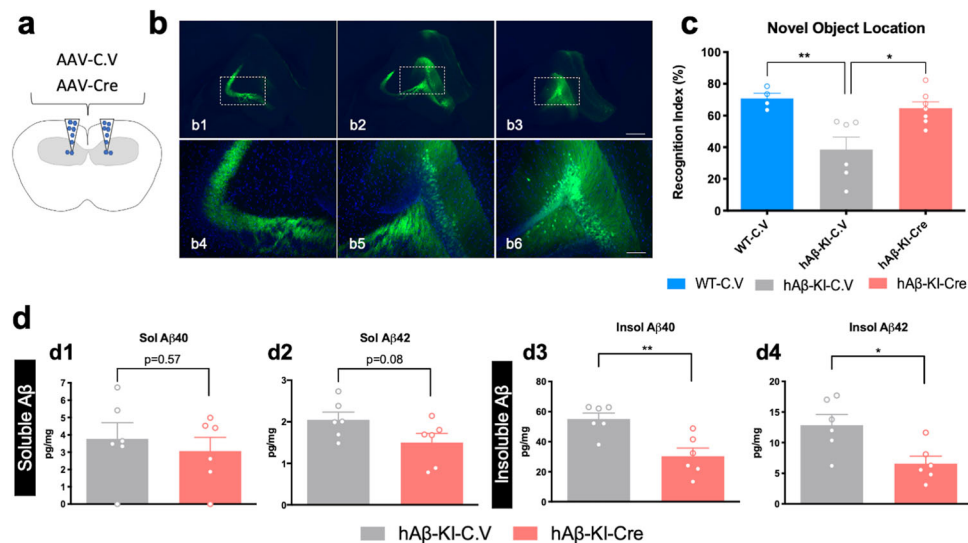 a
AAV-C.V
AAV-Cre
b
b1
b2
b3
b4
b5
b6
Novel Object Location
c
Recognition Index (%)
100
80
60
40
20
0
**
*
WT-C.V
hAβ-KI-C.V
hAβ-KI-Cre
WT-C.V hAβ-KI-C.V hAβ-KI-Cre
d
Soluble Aβ
d1
Sol Aβ40
p=0.57
pg/mg
7
6
5
4
3
2
1
0
d2
Sol Aβ42
p=0.08
pg/mg
3
2
1
0
Insoluble Aβ
d3
Insol Aβ40
**
pg/mg
80
60
40
20
0
d4
Insol Aβ42
*
pg/mg
20
15
10
5
0
hAβ-KI-C.V hAβ-KI-Cre